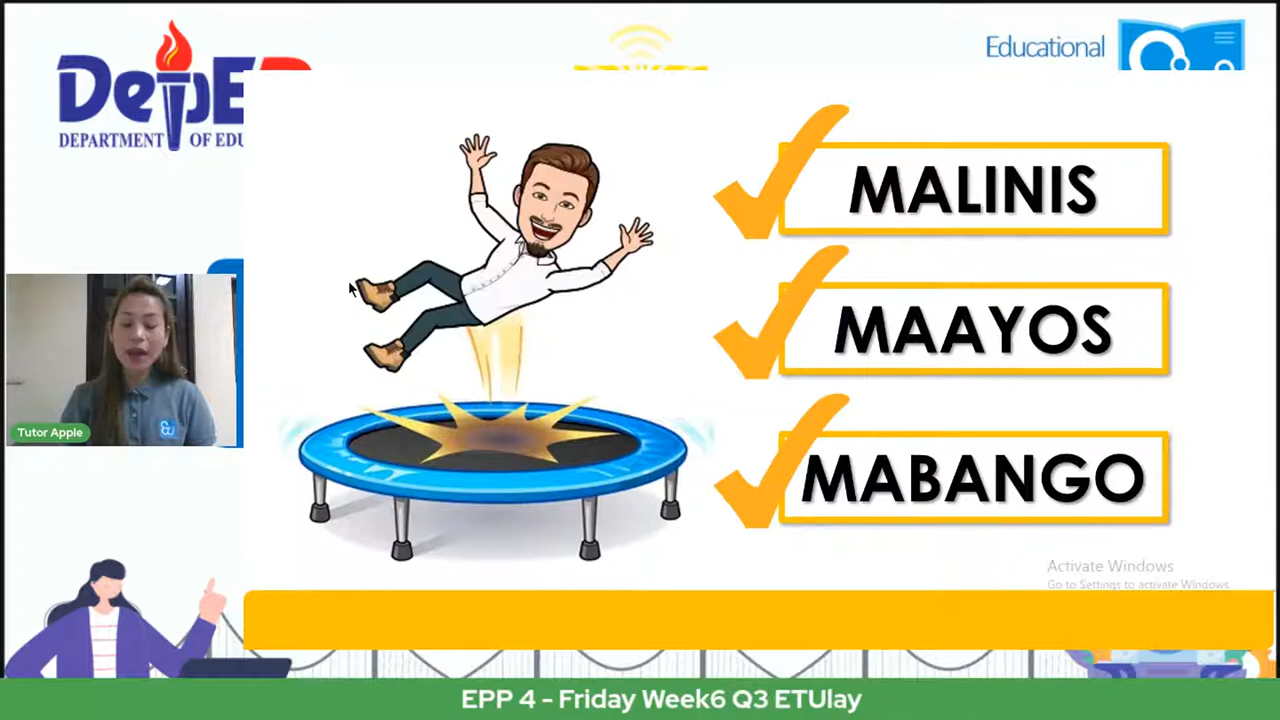 DepE
DEPARTMENT OF EDU
Educational
MALINIS
MAAYOS
MABANGO
Tutor Apple
Activate Windows
Go to Settings to activate Windows
EPP 4 - Friday Week6 Q3 ETUlay